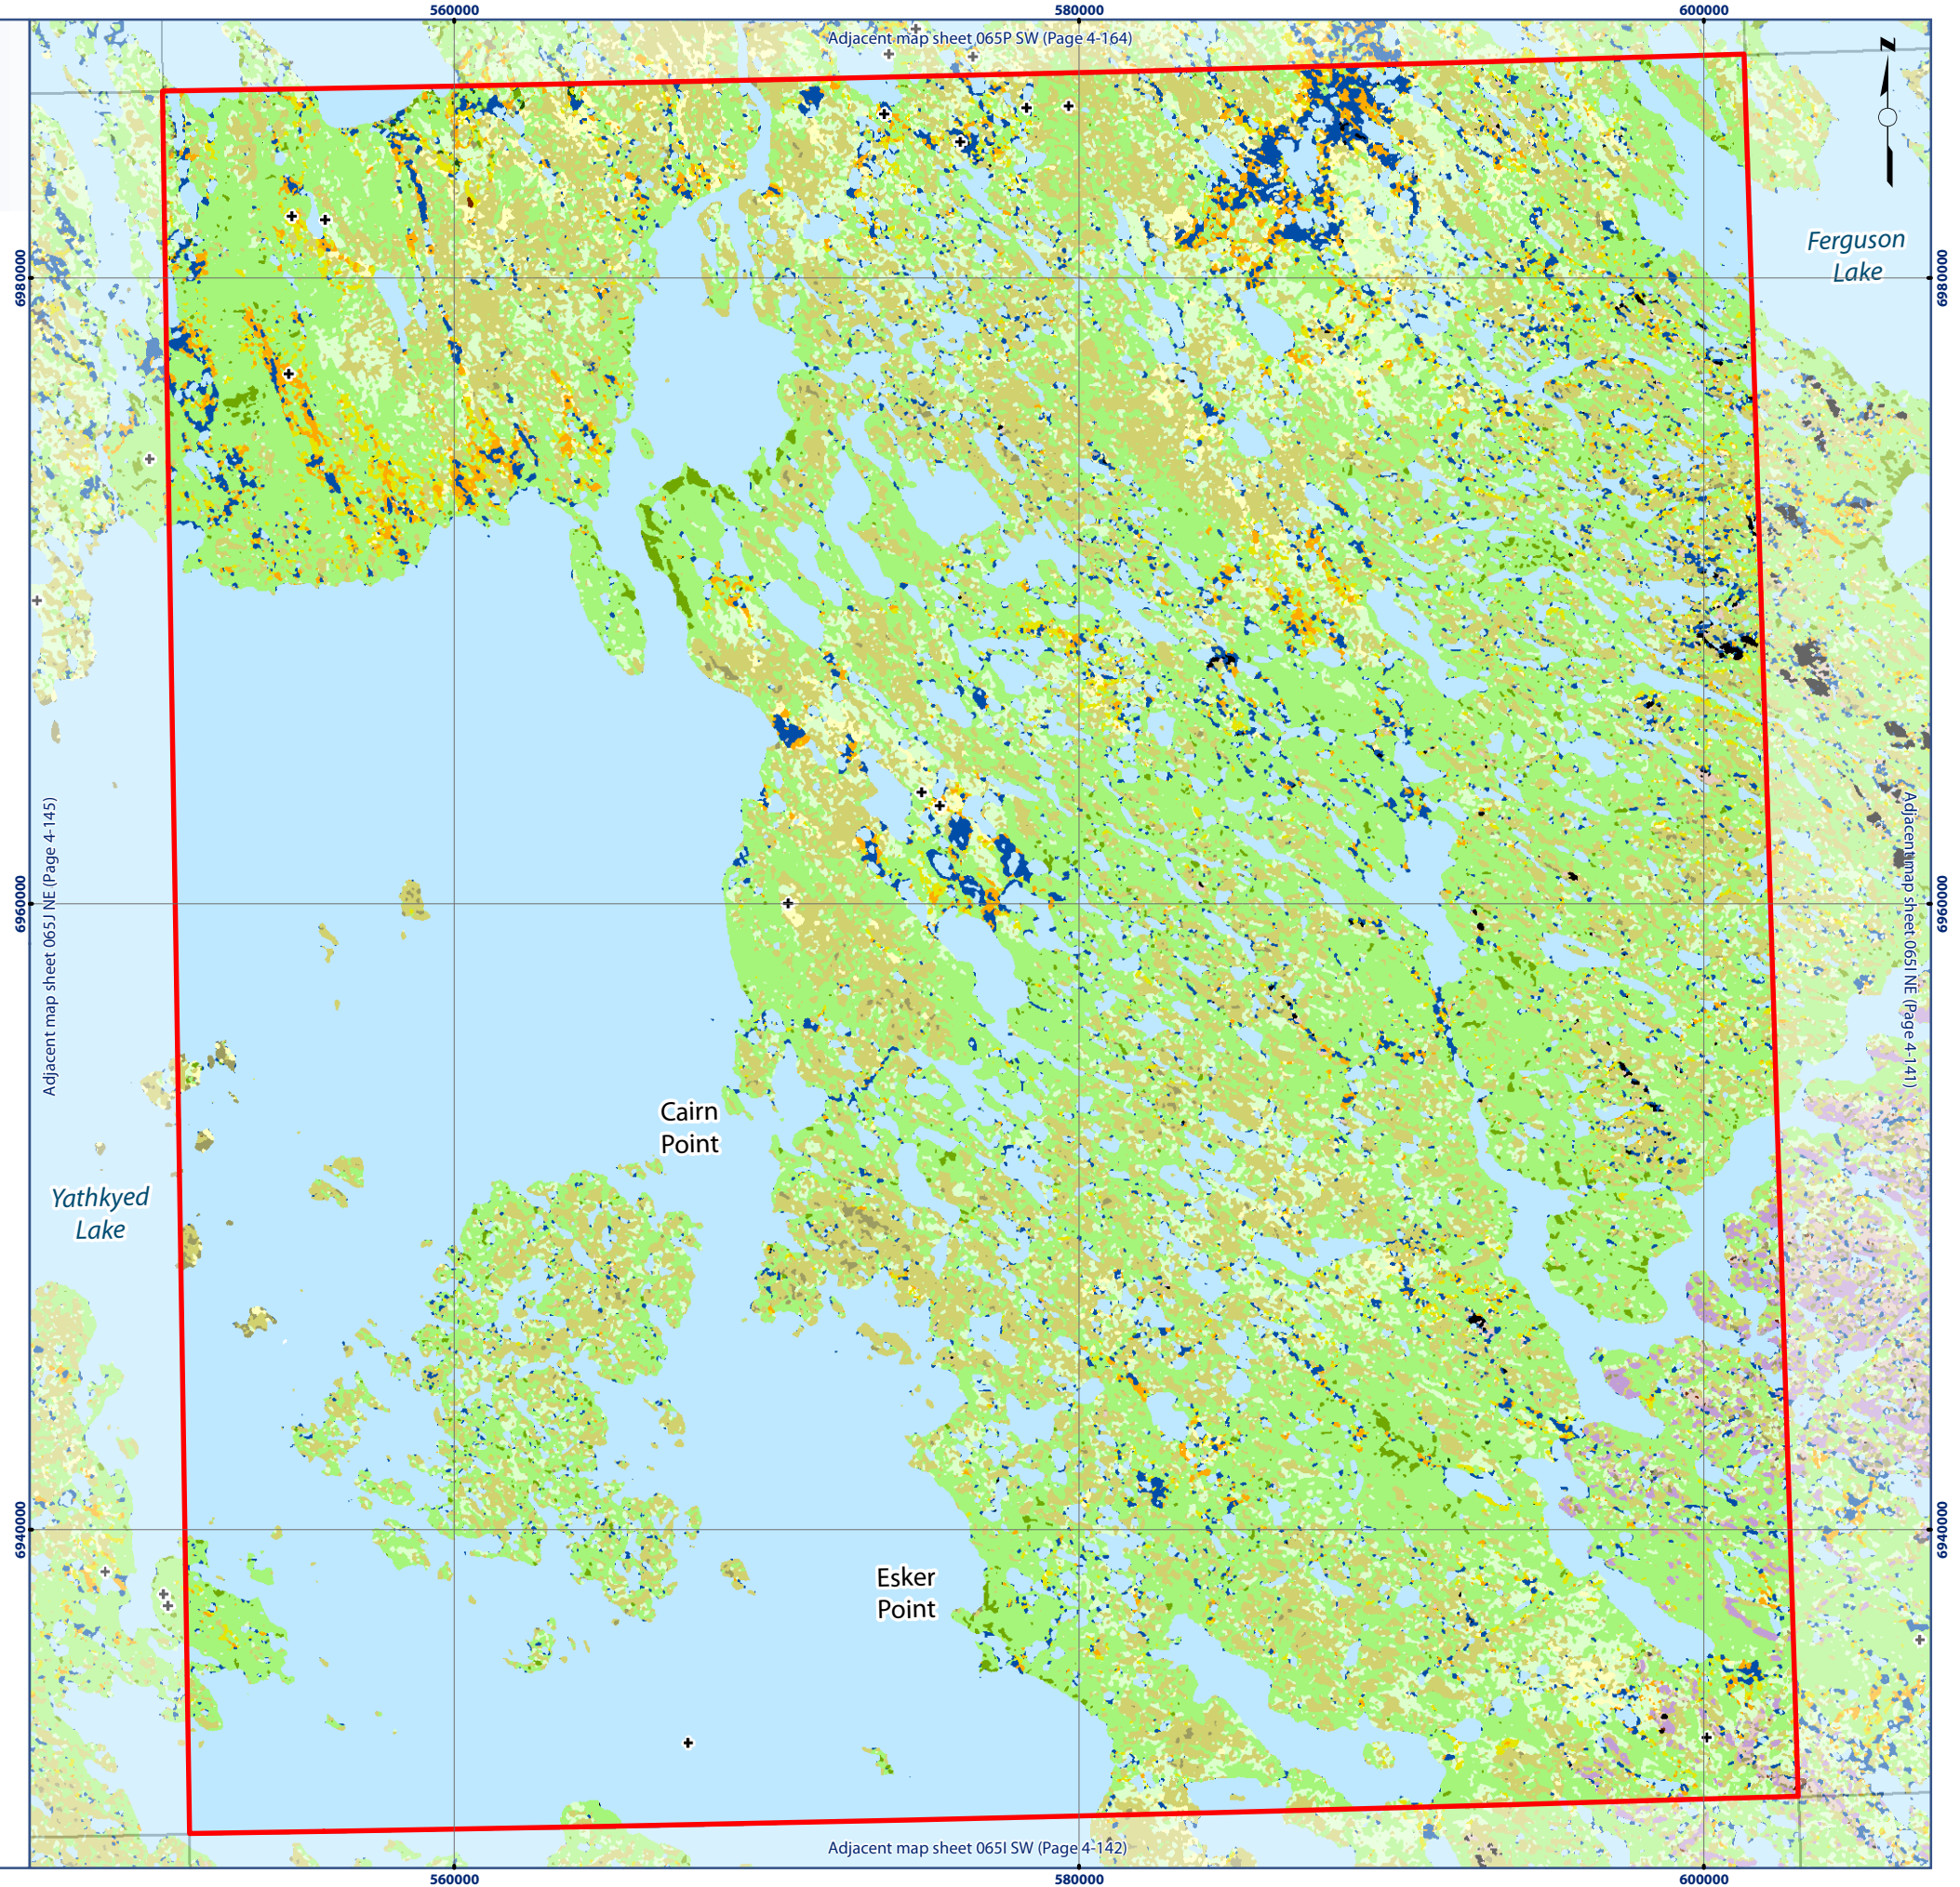 560000
580000
600000
Adjacent map sheet 065P SW (Page 4-164)
N
Ferguson
Lake
6980000
6980000
Adjacent map sheet 065J NE (Page 4-145)
Adjacent map sheet 065I NE (Page 4-141)
6960000
6960000
Cairn
Point
Yathkyed
Lake
6940000
6940000
Esker
Point
Adjacent map sheet 065I SW (Page 4-142)
560000
580000
600000